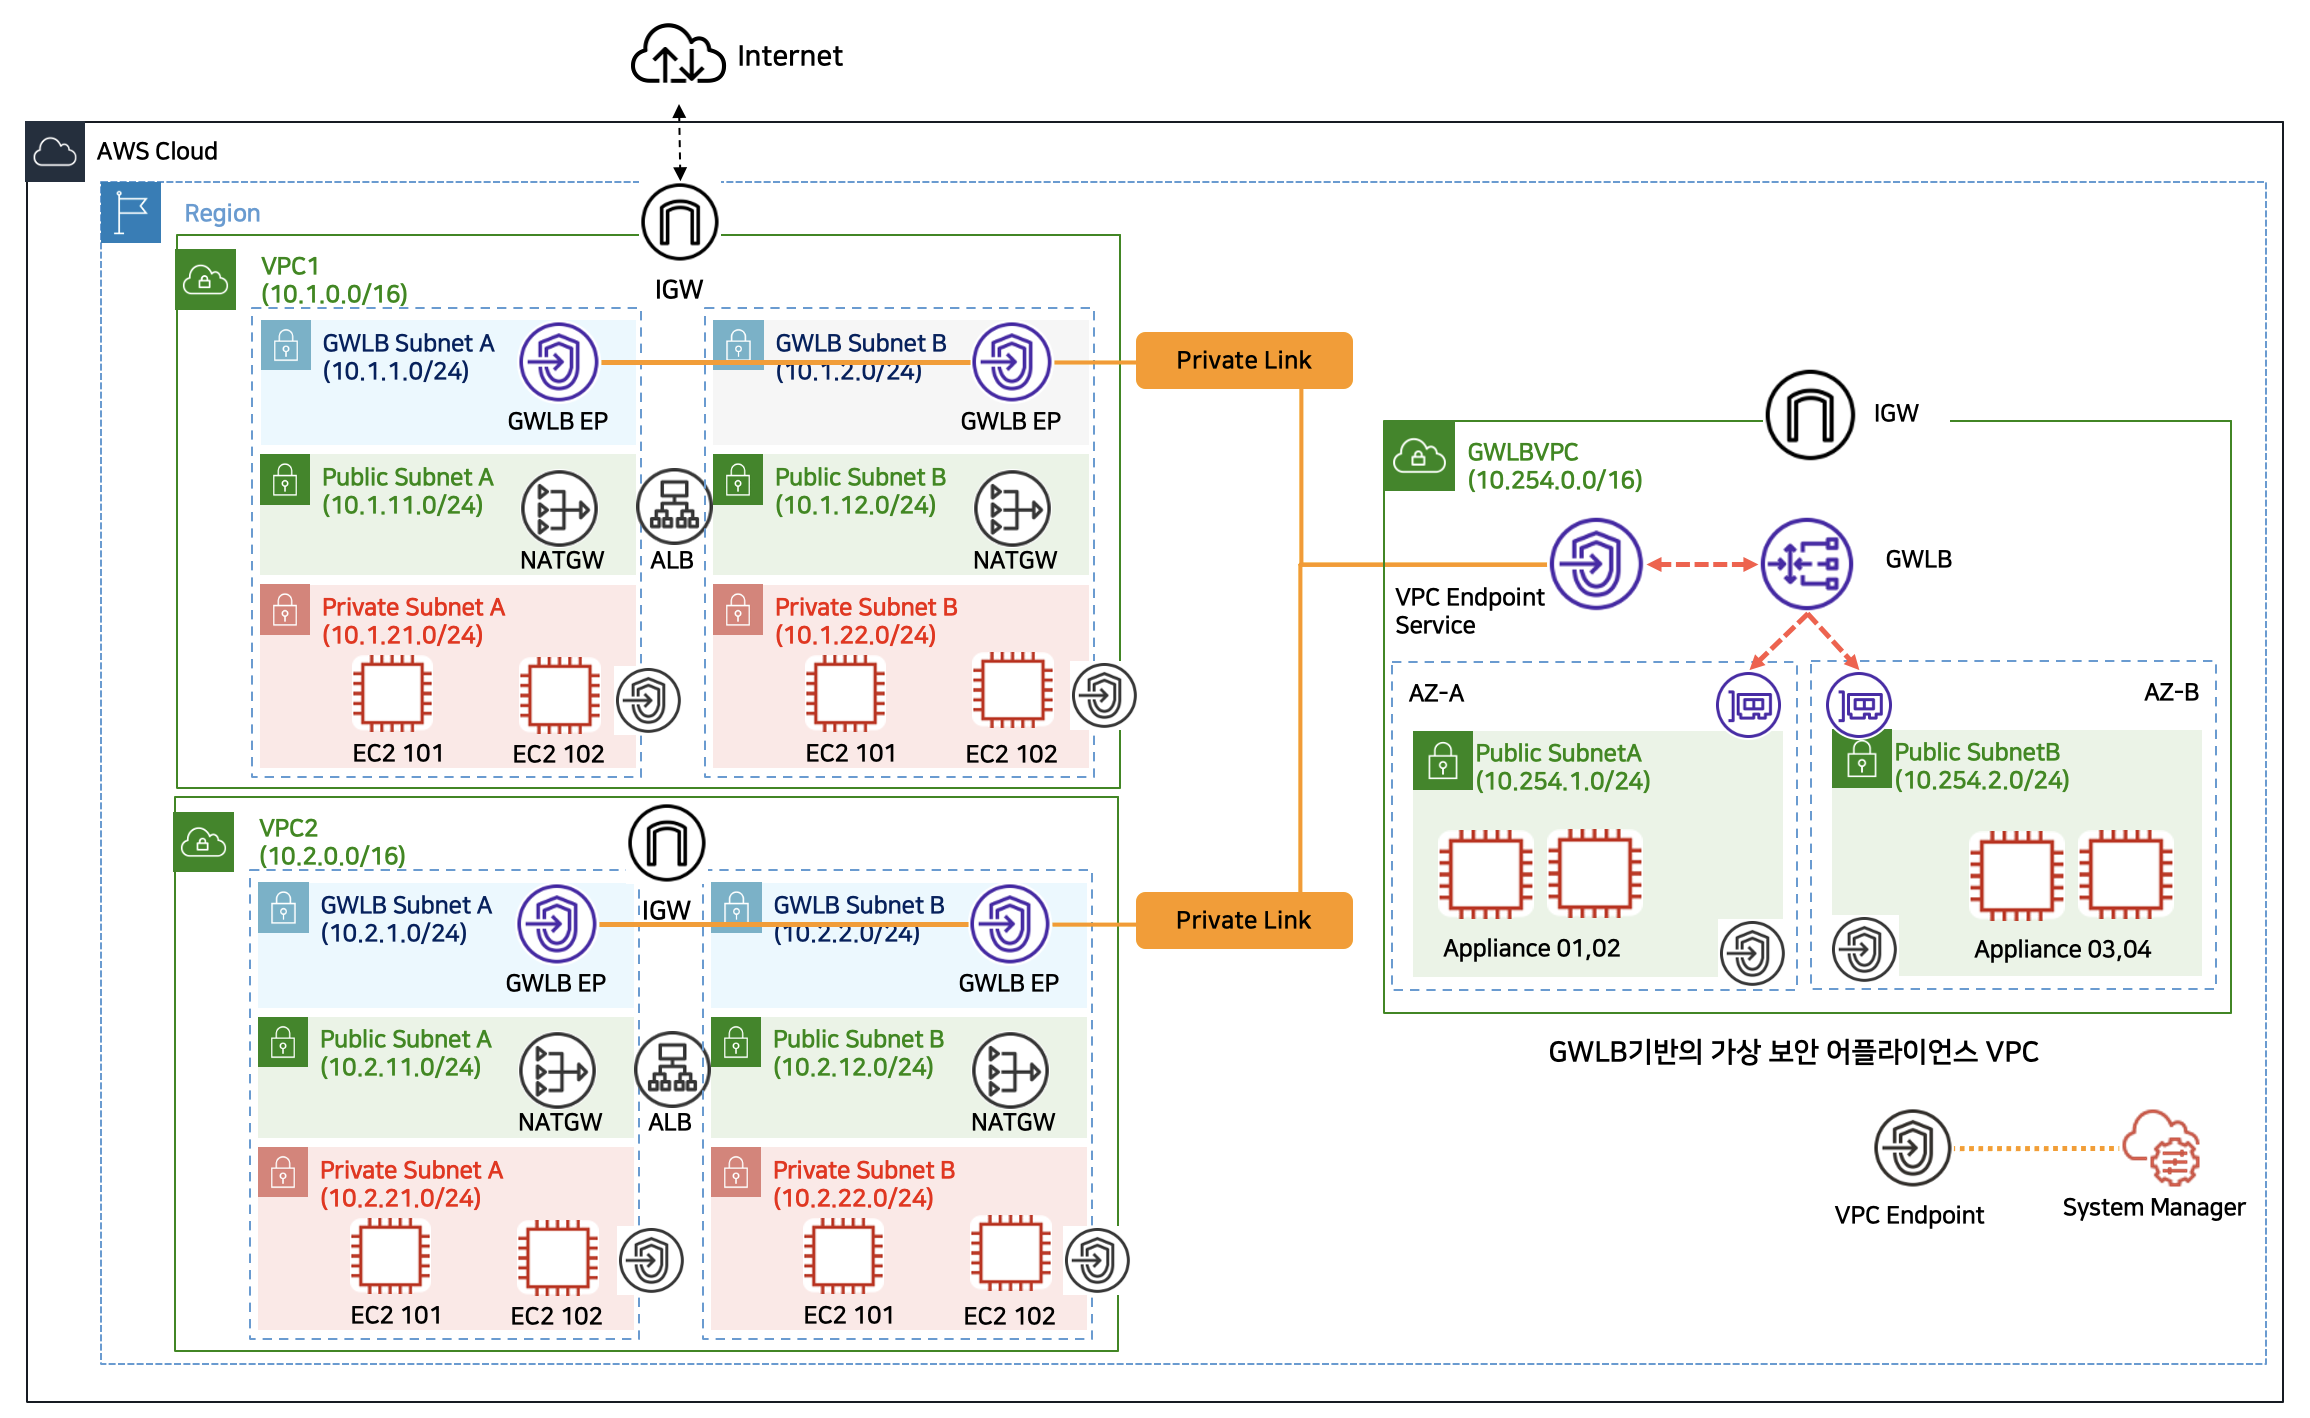 Internet
AWS Cloud
Region
IGW
VPC1
(10.1.0.0/16)
GWLB Subnet A
(10.1.1.0/24)
GWLB EP
GWLB Subnet B
(10.1.2.0/24)
GWLB EP
Public Subnet A
(10.1.11.0/24)
NATGW
ALB
Public Subnet B
(10.1.12.0/24)
NATGW
Private Subnet A
(10.1.21.0/24)
EC2 101
EC2 102
Private Subnet B
(10.1.22.0/24)
EC2 101
EC2 102
Private Link
VPC2
(10.2.0.0/16)
IGW
GWLB Subnet A
(10.2.1.0/24)
GWLB EP
GWLB Subnet B
(10.2.2.0/24)
GWLB EP
Public Subnet A
(10.2.11.0/24)
NATGW
ALB
Public Subnet B
(10.2.12.0/24)
NATGW
Private Subnet A
(10.2.21.0/24)
EC2 101
EC2 102
Private Subnet B
(10.2.22.0/24)
EC2 101
EC2 102
Private Link
IGW
GWLBVPC
(10.254.0.0/16)
VPC Endpoint
Service
GWLB
AZ-A
AZ-B
Public SubnetA
(10.254.1.0/24)
Appliance 01,02
Public SubnetB
(10.254.2.0/24)
Appliance 03,04
GWLB기반의 가상 보안 어플라이언스 VPC
VPC Endpoint
System Manager